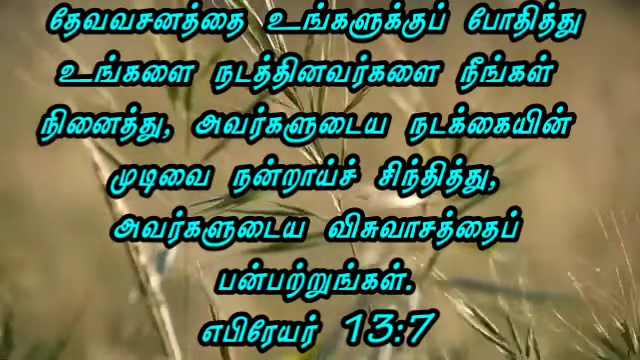 தேவவசனத்தை உங்களுக்குப் போதித்து
உங்களை நடத்தினவர்களை நீங்கள்
நினைத்து, அவர்களுடைய நடக்கையின்
முடிவை நன்றாய்ச் சிந்தித்து,
அவர்களுடைய விசுவாசத்தைப்
பன்பற்றுங்கள்.
எபிரேயர் 13:7